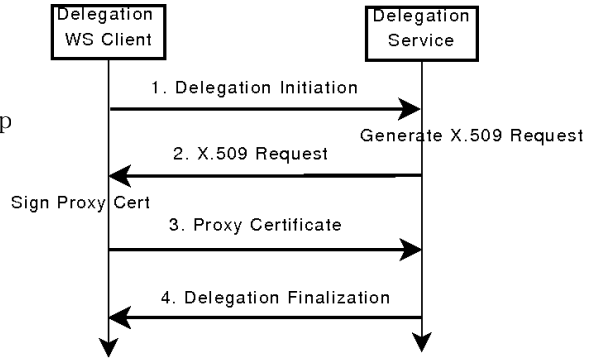 Delegation
WS Client
Delegation
Service
1. Delegation Initiation
p
Generate X.509 Request
2. X.509 Request
Sign Proxy Cert
3. Proxy Certificate
4. Delegation Finalization